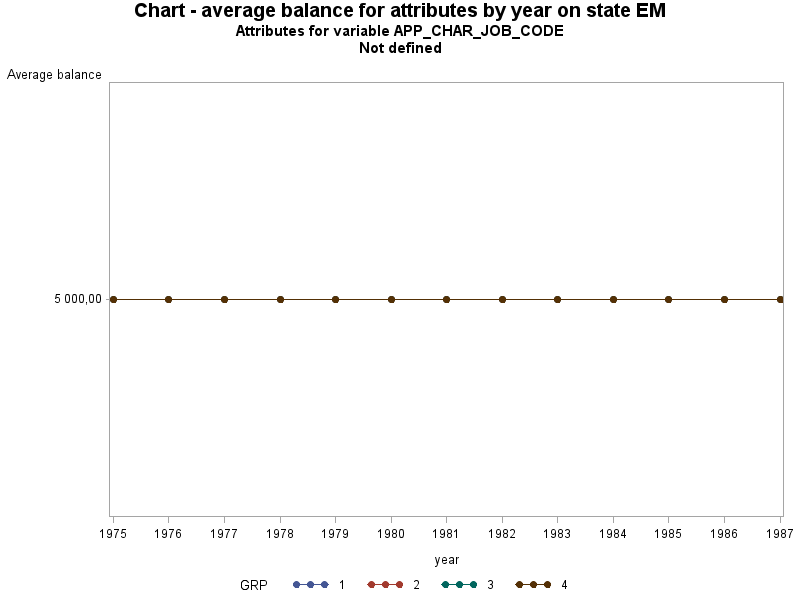 Chart - average balance for attributes by year on state EM
Attributes for variable APP_CHAR_JOB_CODE
Not defined
Average balance
5 000,00
1975 1976 1977 1978 1979 1980 1981 1982 1983 1984 1985 1986 1987
year
GRP 1 2 3 4